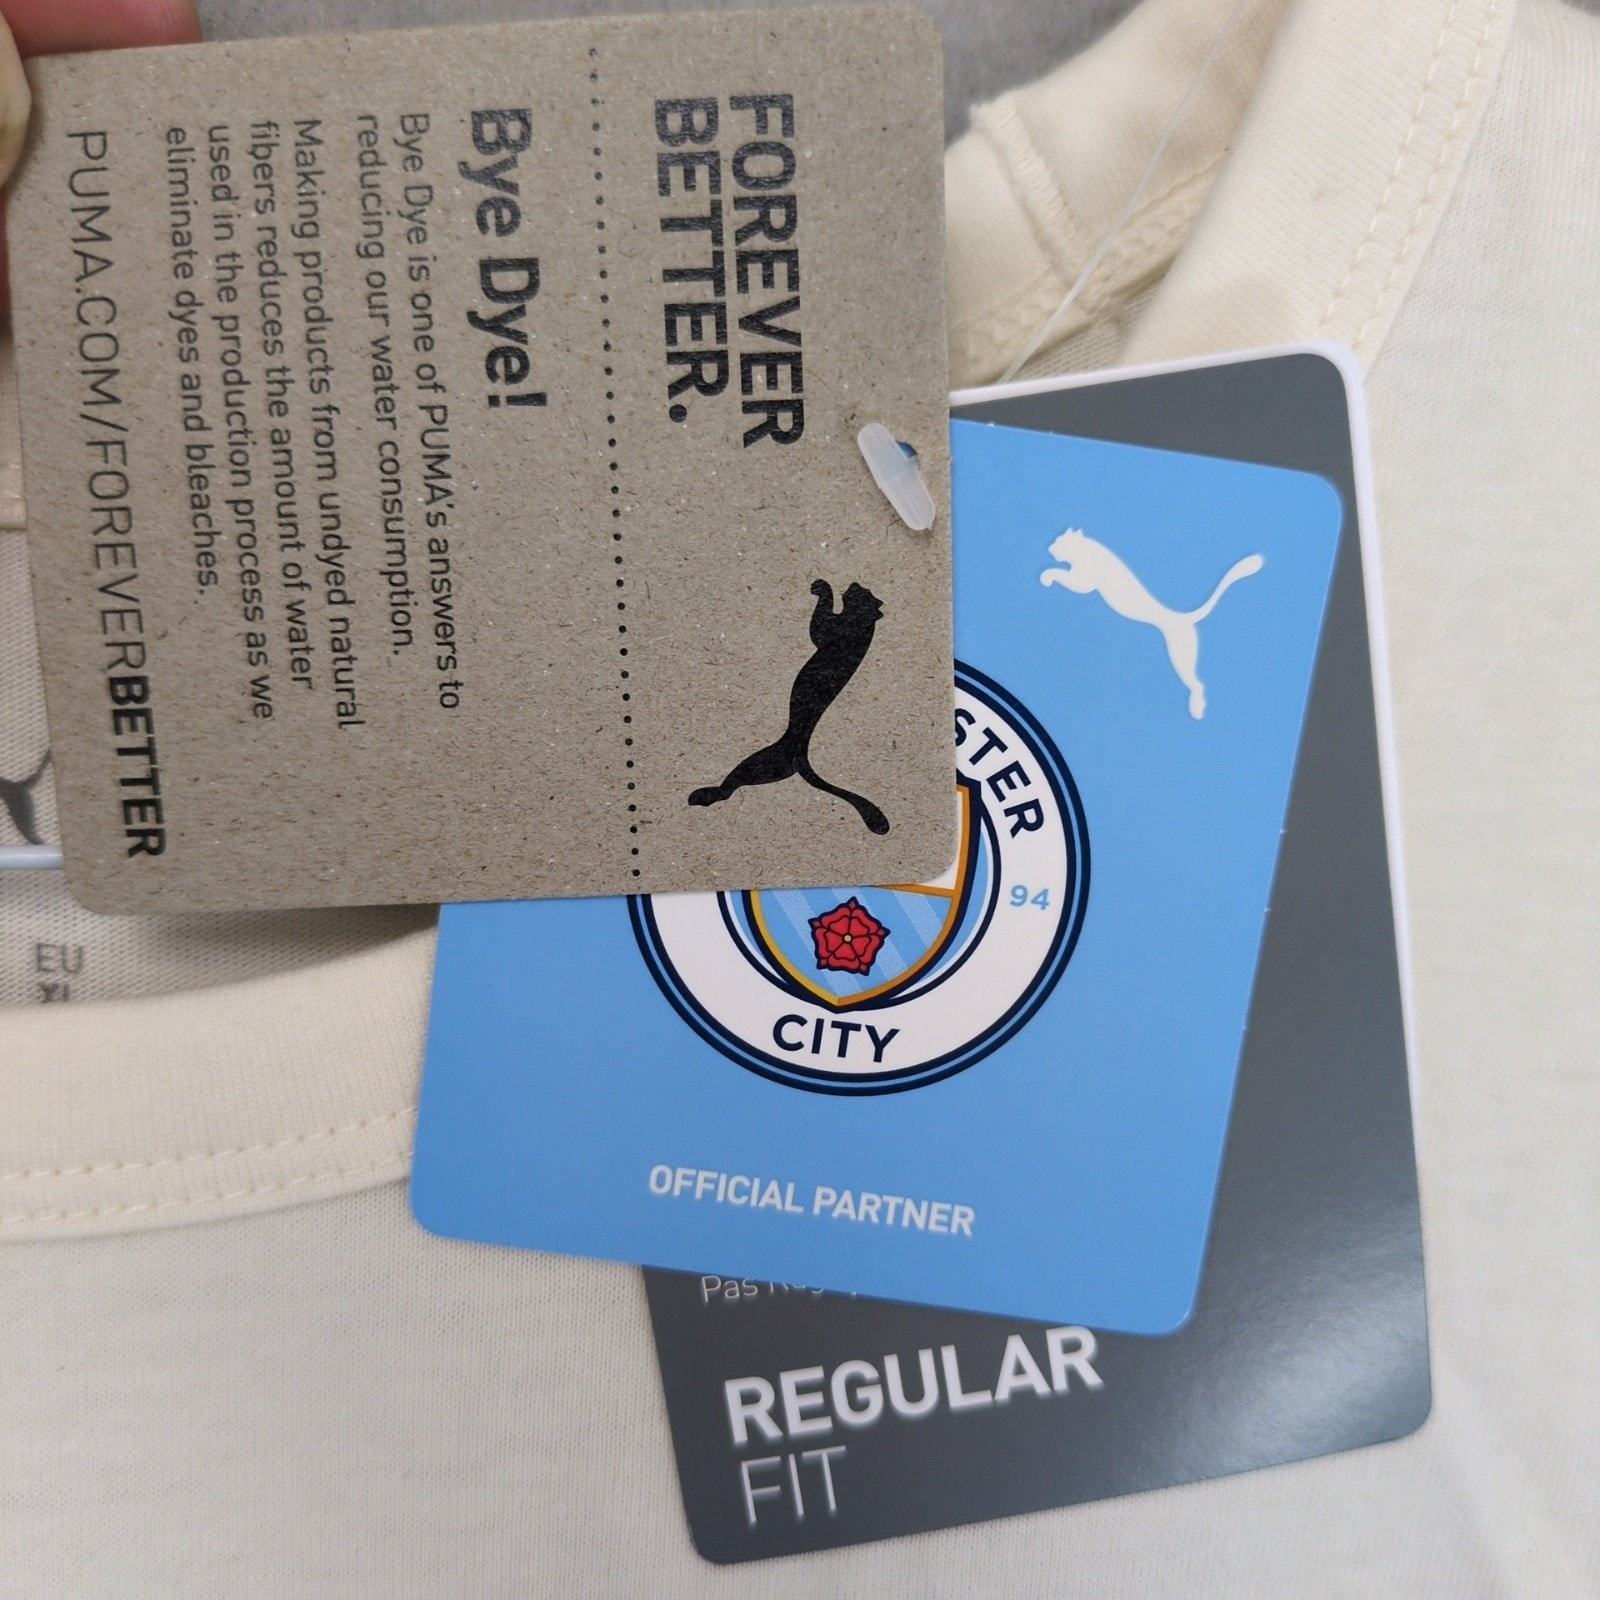 FOREVER
BETTER.
Bye Dye!
Bye Dye is one of PUMA's answers to
reducing our water consumption.
Making products from undyed natural
fibers reduces the amount of water
used in the production process as we
eliminate dyes and bleaches.
PUMA.COM/FOREVERBETTER
STER
94
CITY
OFFICIAL PARTNER
Pas
REGULAR
FIT
EU